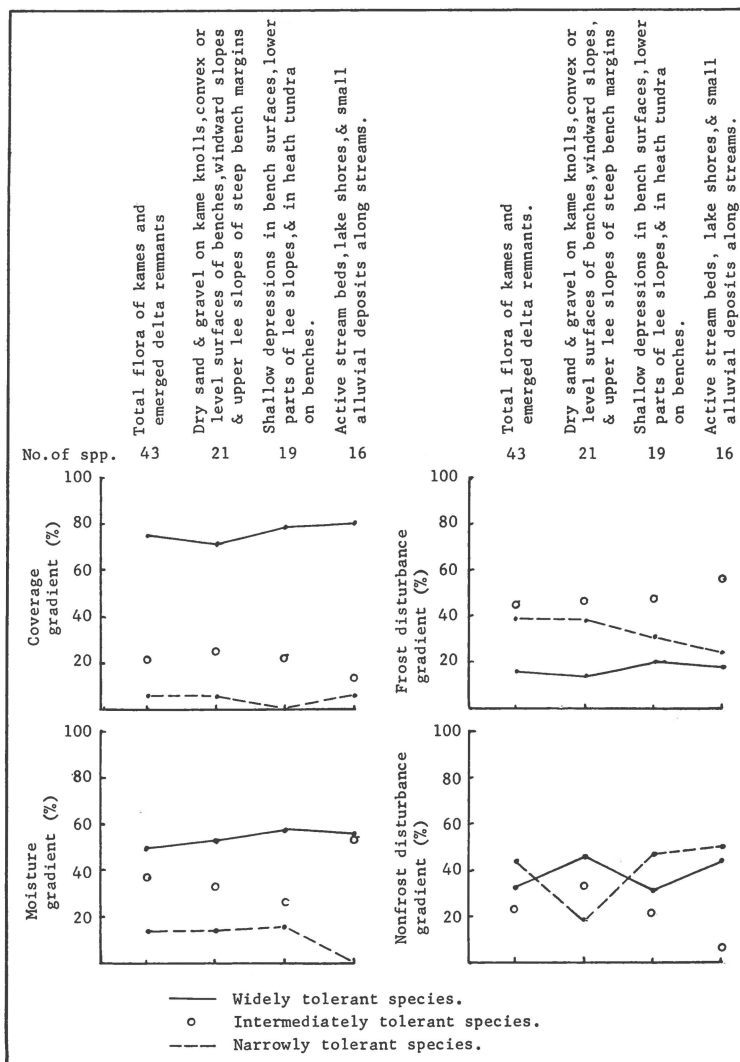 Total flora of kames and
emerged delta remnants.
Dry sand & gravel on kame knolls,convex or
level surfaces of benches,windward slopes
& upper lee slopes of steep bench margins
Shallow depressions in bench surfaces,lower
parts of lee slopes,& in heath tundra
on benches.
Active stream beds,lake shores,& small
alluvial deposits along streams.
Total flora of kames and
emerged delta remnants.
Dry sand & gravel on kame knolls,convex or
level surfaces of benches,windward slopes,
& upper lee slopes of steep bench margins
Shallow depressions in bench surfaces,lower
parts of lee slopes,& in heath tundra
on benches.
Active stream beds, lake shores,& small
alluvial deposits along streams.
No.of spp. 43 21 19 16 43 21 19 16
Coverage
gradient (%)
100
80
60
40
20
Frost disturbance
gradient (%)
100
80
60
40
20
Moisture
gradient (%)
100
80
60
40
20
Nonfrost disturbance
gradient (%)
100
80
60
40
20
Widely tolerant species.
Intermediately tolerant species.
Narrowly tolerant species.